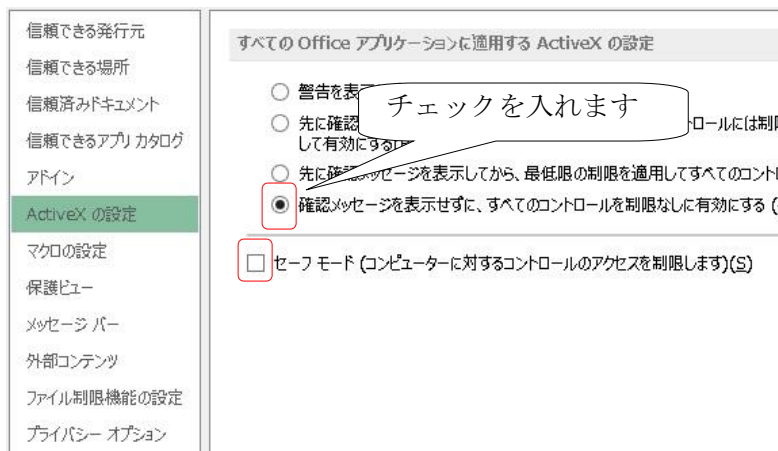 信頼できる発行元
信頼できる場所
信頼済みドキュメント
信頼できるアプリ カタログ
アドイン
ActiveX の設定
マクロの設定
保護ビュー
メッセージ バー
外部コンテンツ
ファイル制限機能の設定
プライバシー オプション
すべての Office アプリケーションに適用する ActiveX の設定
警告を表
チェックを入れます
先に確認 トロールには制限
して有効にする
先に確認メッセージを表示してから、最低限の制限を適用してすべてのコントロ
確認メッセージを表示せずに、すべてのコントロールを制限なしに有効にする (
セーフ モード (コンピューターに対するコントロールのアクセスを制限します)(S)